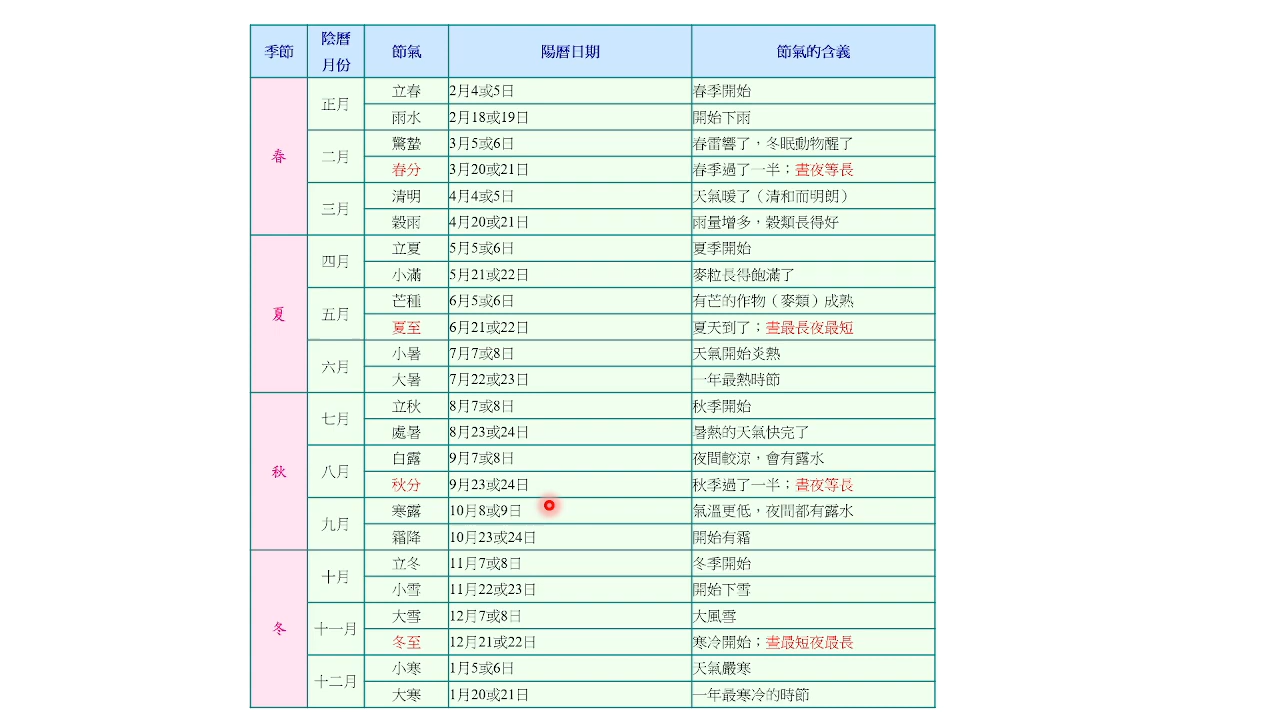 季節 陰曆月份 節氣 陽曆日期 節氣的含義
春 正月 立春 2月4或5日 春季開始
雨水 2月18或19日 開始下雨
二月 驚蟄 3月5或6日 春雷響了，冬眠動物醒了
春分 3月20或21日 春季過了一半；晝夜等長
三月 清明 4月4或5日 天氣暖了（清和而明朗）
穀雨 4月20或21日 雨量增多，穀類長得好
夏 四月 立夏 5月5或6日 夏季開始
小滿 5月21或22日 麥粒長得飽滿了
五月 芒種 6月5或6日 有芒的作物（麥類）成熟
夏至 6月21或22日 夏天到了；晝最長夜最短
六月 小暑 7月7或8日 天氣開始炎熱
大暑 7月22或23日 一年最熱時節
秋 七月 立秋 8月7或8日 秋季開始
處暑 8月23或24日 暑熱的天氣快完了
八月 白露 9月7或8日 夜間較涼，會有露水
秋分 9月23或24日 秋季過了一半；晝夜等長
九月 寒露 10月8或9日 氣溫更低，夜間都有露水
霜降 10月23或24日 開始有霜
冬 十月 立冬 11月7或8日 冬季開始
小雪 11月22或23日 開始下雪
十一月 大雪 12月7或8日 大風雪
冬至 12月21或22日 寒冷開始；晝最短夜最長
十二月 小寒 1月5或6日 天氣嚴寒
大寒 1月20或21日 一年最寒冷的時節